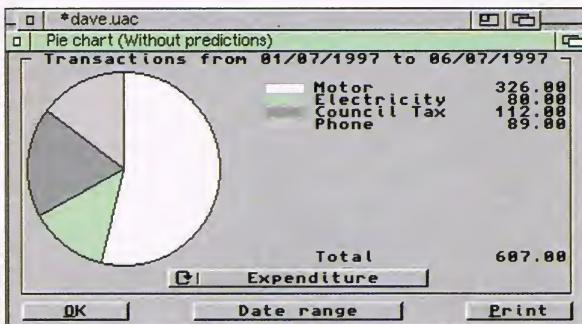 *dave.uac
Pie chart (Without predictions)
Transactions from 01/07/1997 to 06/07/1997
Motor 326.00
Electricity 80.00
Council Tax 112.00
Phone 89.00
Total 607.00
Expenditure
OK Date range Print